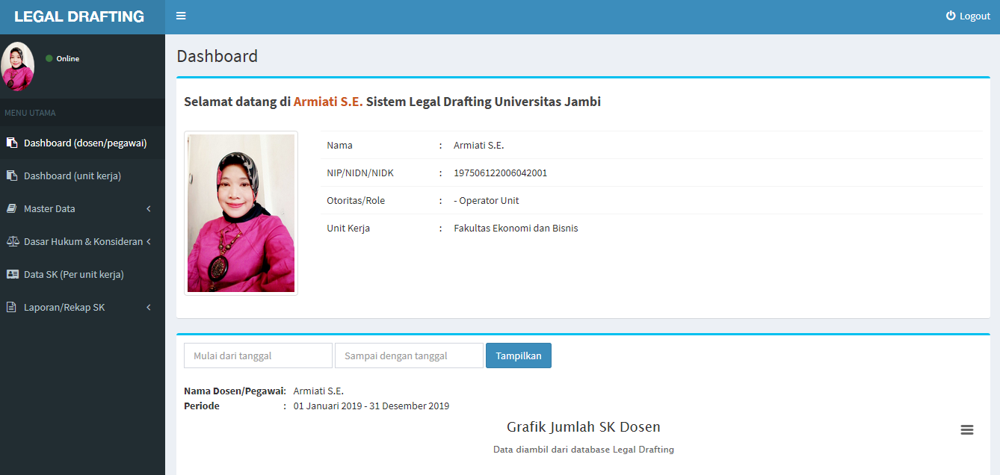 LEGAL DRAFTING
Logout
Online
MENU UTAMA
Dashboard (dosen/pegawai)
Dashboard (unit kerja)
Master Data
Dasar Hukum & Konsideran
Data SK (Per unit kerja)
Laporan/Rekap SK
Dashboard
Selamat datang di Armiati S.E. Sistem Legal Drafting Universitas Jambi
Nama : Armiati S.E.
NIP/NIDN/NIDK : 197506122006042001
Otoritas/Role : - Operator Unit
Unit Kerja : Fakultas Ekonomi dan Bisnis
Mulai dari tanggal Sampai dengan tanggal Tampilkan
Nama Dosen/Pegawai: Armiati S.E.
Periode : 01 Januari 2019 - 31 Desember 2019
Grafik Jumlah SK Dosen
Data diambil dari database Legal Drafting